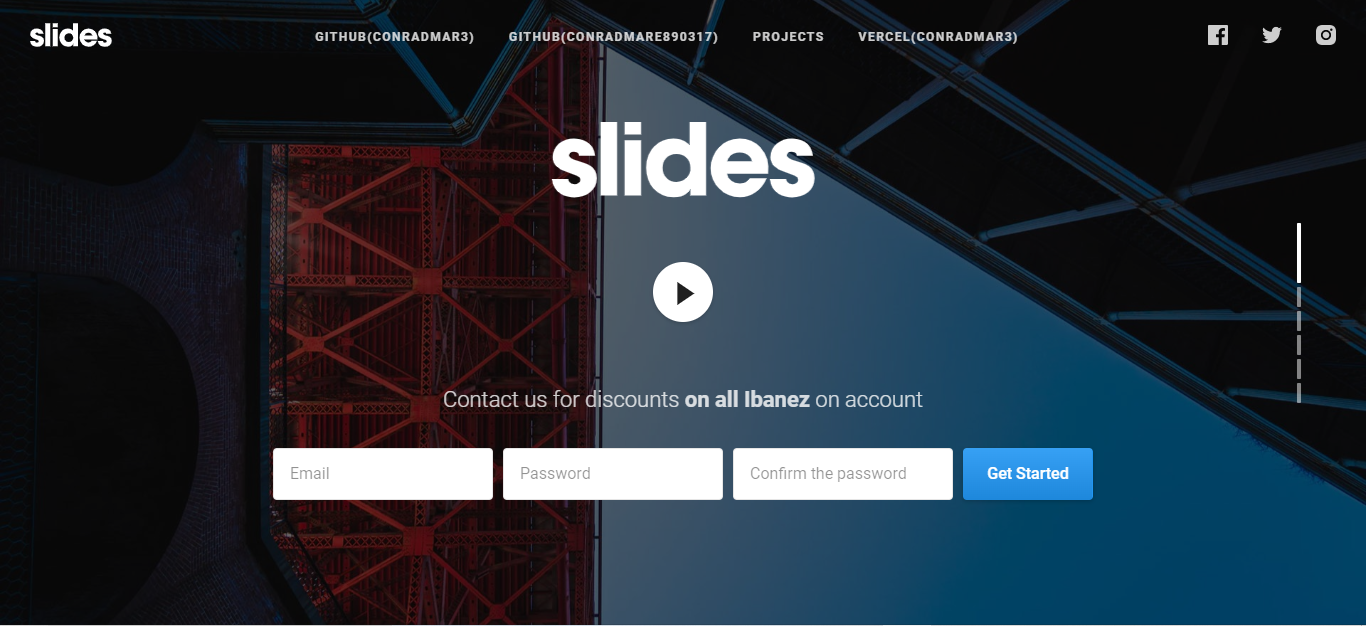 slides
GITHUB(CONRADMAR3)
GITHUB(CONRADMARE890317)
PROJECTS
VERCEL(CONRADMAR3)
slides
Contact us for discounts on all Ibanez on account
Email
Password
Confirm the password
Get Started